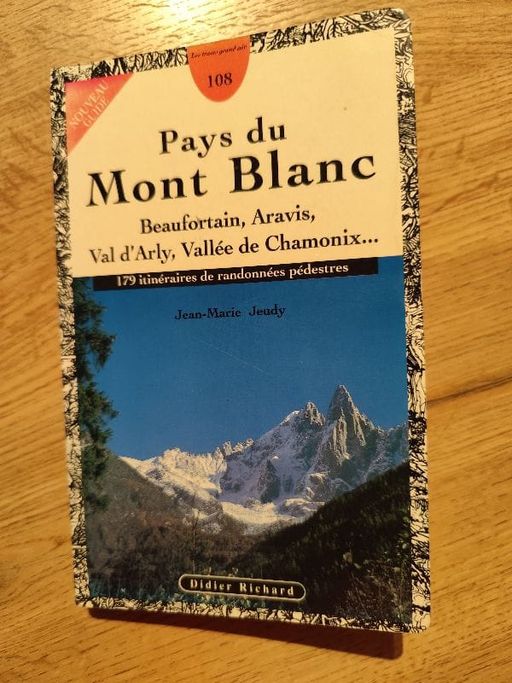 108
NOUVEAU
GUIDE
Pays du
Mont Blanc
Beaufortain, Aravis,
Val d'Arly, Vallée de Chamonix...
179 itinéraires de randonnées pédestres
Jean-Marie Jeudy
Didier Richard